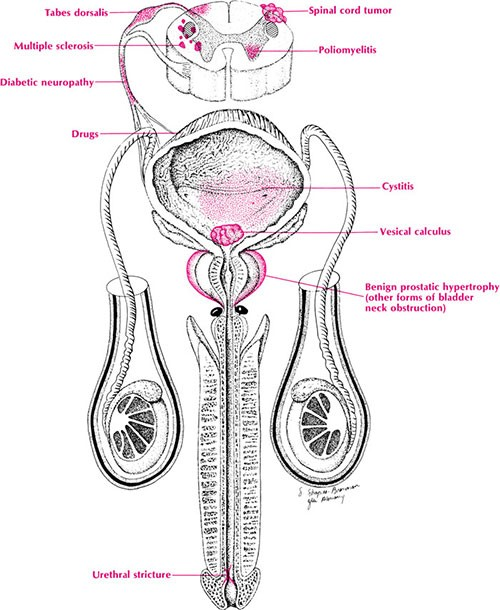 Tabes dorsalis
Spinal cord tumor
Multiple sclerosis
Poliomyelitis
Diabetic neuropathy
Drugs
Cystitis
Vesical calculus
Benign prostatic hypertrophy
(other forms of bladder
neck obstruction)
Urethral stricture